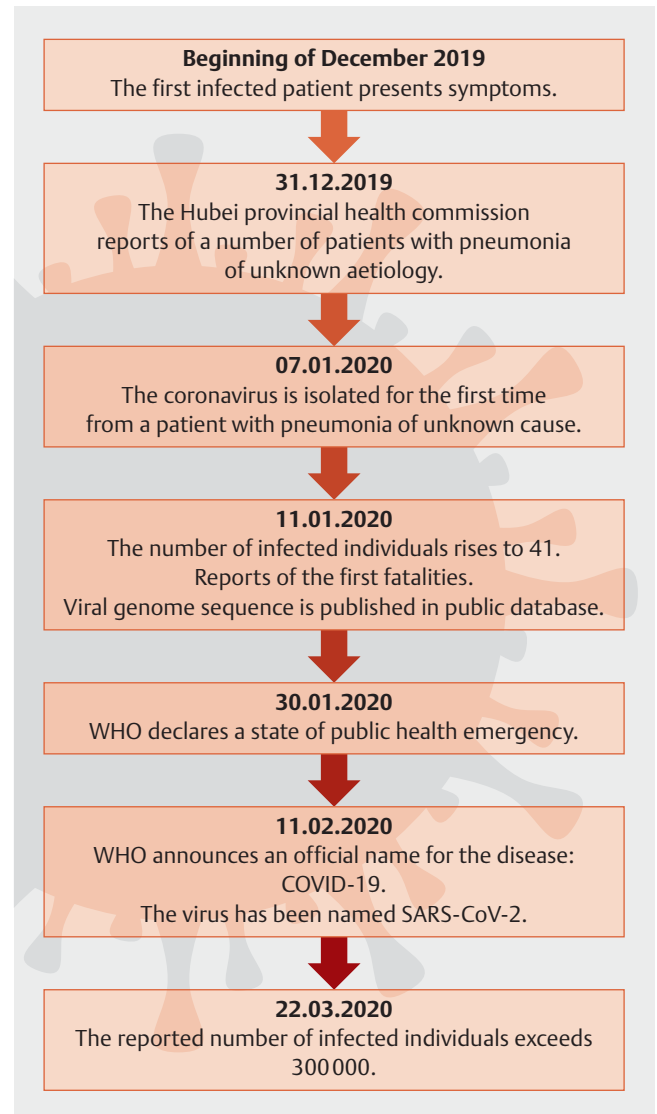 Beginning of December 2019
The first infected patient presents symptoms.
31.12.2019
The Hubei provincial health commission
reports of a number of patients with pneumonia
of unknown aetiology.
07.01.2020
The coronavirus is isolated for the first time
from a patient with pneumonia of unknown cause.
11.01.2020
The number of infected individuals rises to 41.
Reports of the first fatalities.
Viral genome sequence is published in public database.
30.01.2020
WHO declares a state of public health emergency.
11.02.2020
WHO announces an official name for the disease:
COVID-19.
The virus has been named SARS-CoV-2.
22.03.2020
The reported number of infected individuals exceeds
300 000.